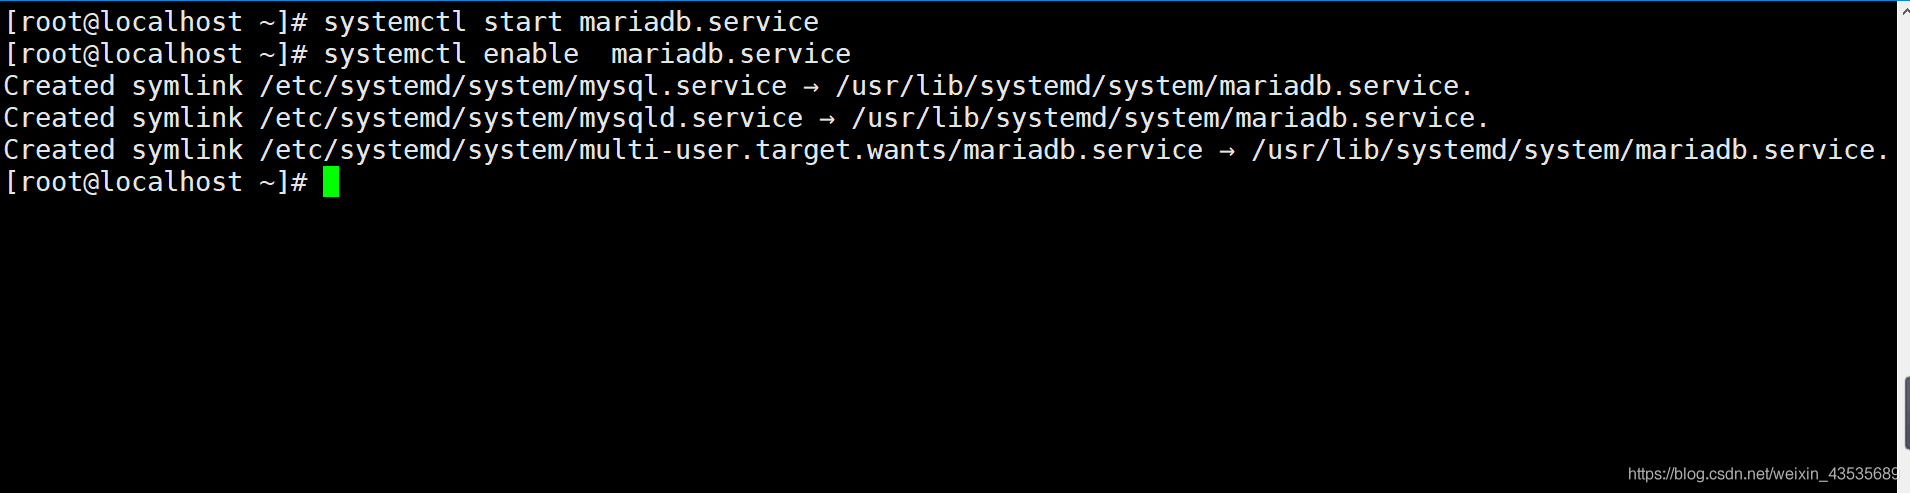 [root@localhost ~]# systemctl start mariadb.service
[root@localhost ~]# systemctl enable  mariadb.service
Created symlink /etc/systemd/system/mysql.service → /usr/lib/systemd/system/mariadb.service.
Created symlink /etc/systemd/system/mysqld.service → /usr/lib/systemd/system/mariadb.service.
Created symlink /etc/systemd/system/multi-user.target.wants/mariadb.service → /usr/lib/systemd/system/mariadb.service.
[root@localhost ~]#
https://blog.csdn.net/weixin_43535689